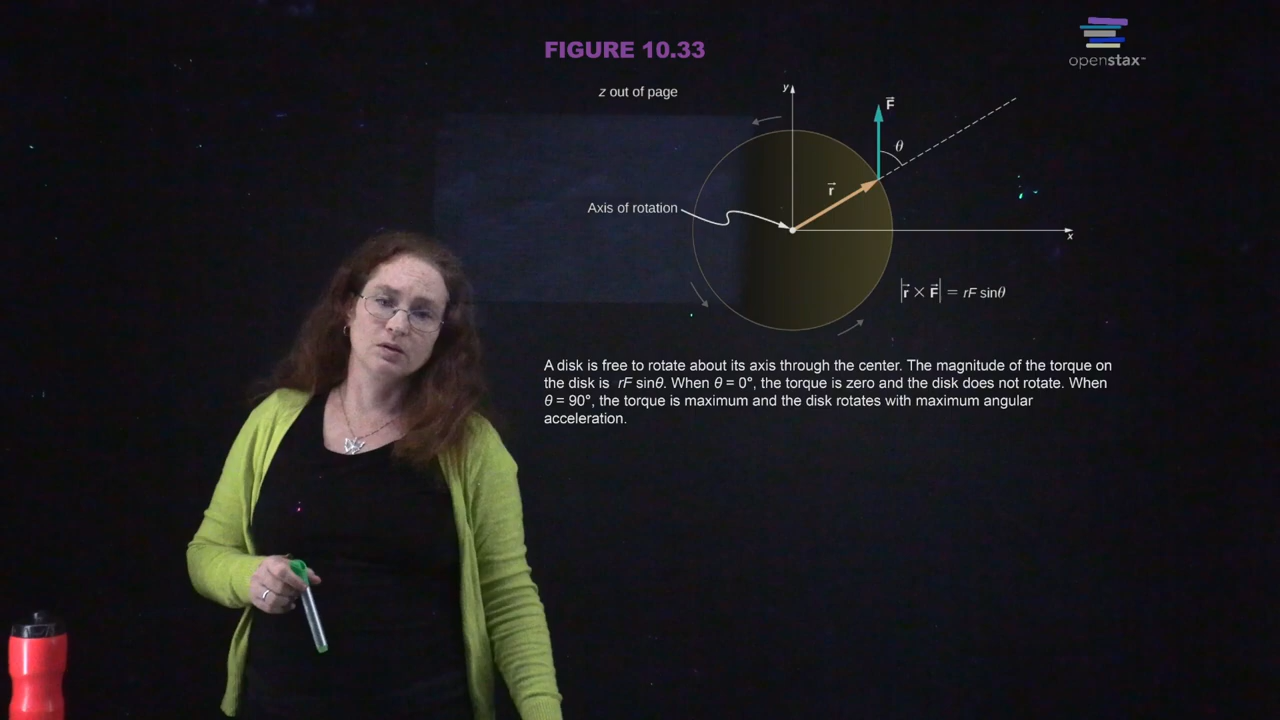 FIGURE 10.33
openstax™
z out of page
y
F
θ
r
Axis of rotation
x
|r × F| = rF sinθ
A disk is free to rotate about its axis through the center. The magnitude of the torque on
the disk is rF sinθ. When θ = 0°, the torque is zero and the disk does not rotate. When
θ = 90°, the torque is maximum and the disk rotates with maximum angular
acceleration.